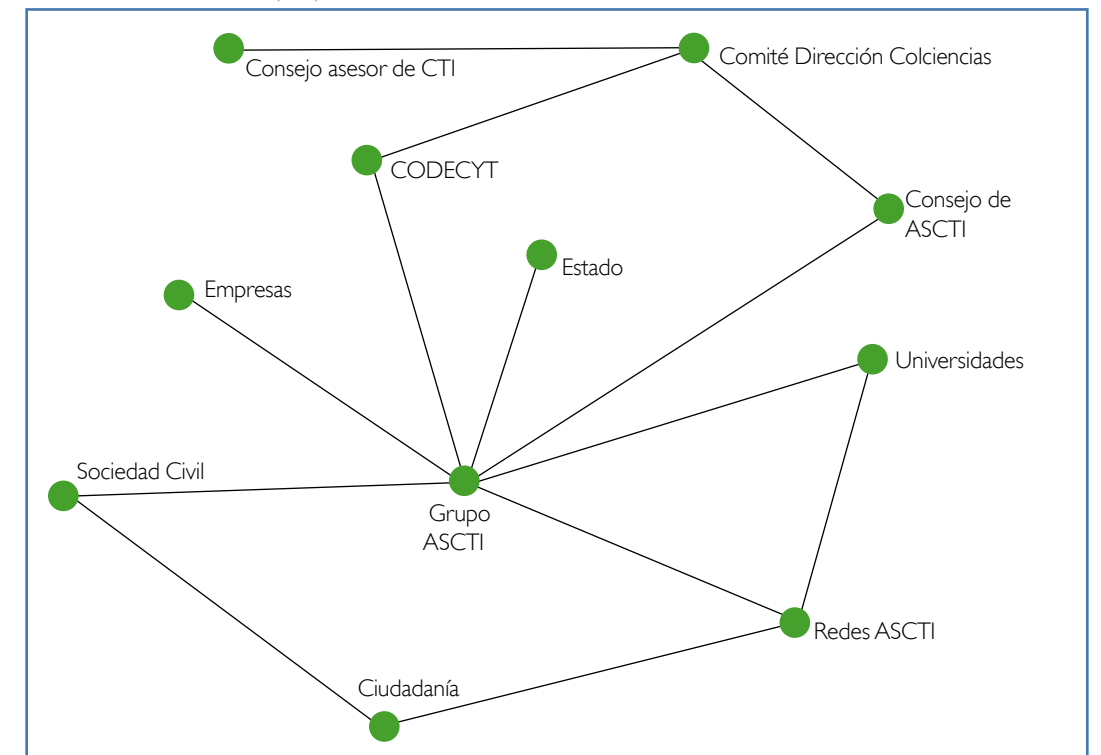 Consejo asesor de CTI
Comité Dirección Colciencias
CODECYT
Consejo de
ASCTI
Estado
Empresas
Universidades
Sociedad Civil
Grupo
ASCTI
Redes ASCTI
Ciudadanía